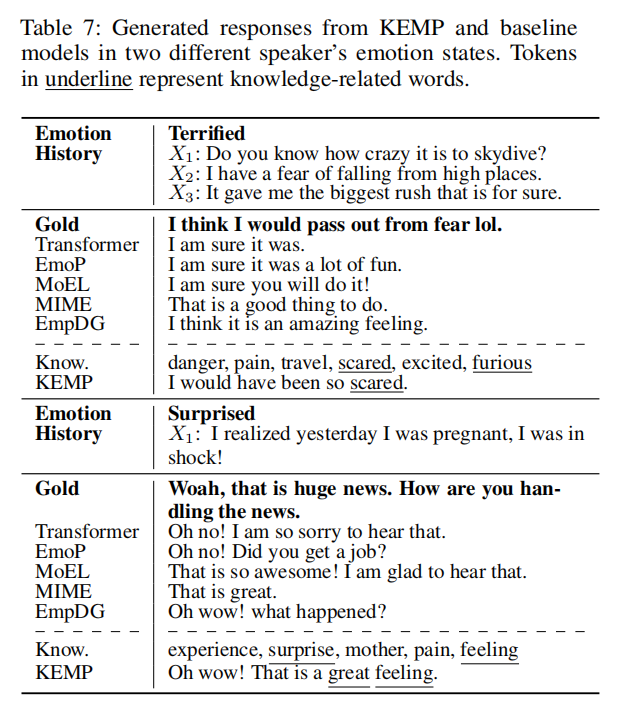 Table 7: Generated responses from KEMP and baseline
models in two different speaker's emotion states. Tokens
in underline represent knowledge-related words.
Emotion Terrified
History X1: Do you know how crazy it is to skydive?
X2: I have a fear of falling from high places.
X3: It gave me the biggest rush that is for sure.
Gold I think I would pass out from fear lol.
Transformer I am sure it was.
EmoP I am sure it was a lot of fun.
MoEL I am sure you will do it!
MIME That is a good thing to do.
EmpDG I think it is an amazing feeling.
Know. danger, pain, travel, scared, excited, furious
KEMP I would have been so scared.
Emotion Surprised
History X1: I realized yesterday I was pregnant, I was in
shock!
Gold Woah, that is huge news. How are you han-
dling the news.
Transformer Oh no! I am so sorry to hear that.
EmoP Oh no! Did you get a job?
MoEL That is so awesome! I am glad to hear that.
MIME That is great.
EmpDG Oh wow! what happened?
Know. experience, surprise, mother, pain, feeling
KEMP Oh wow! That is a great feeling.